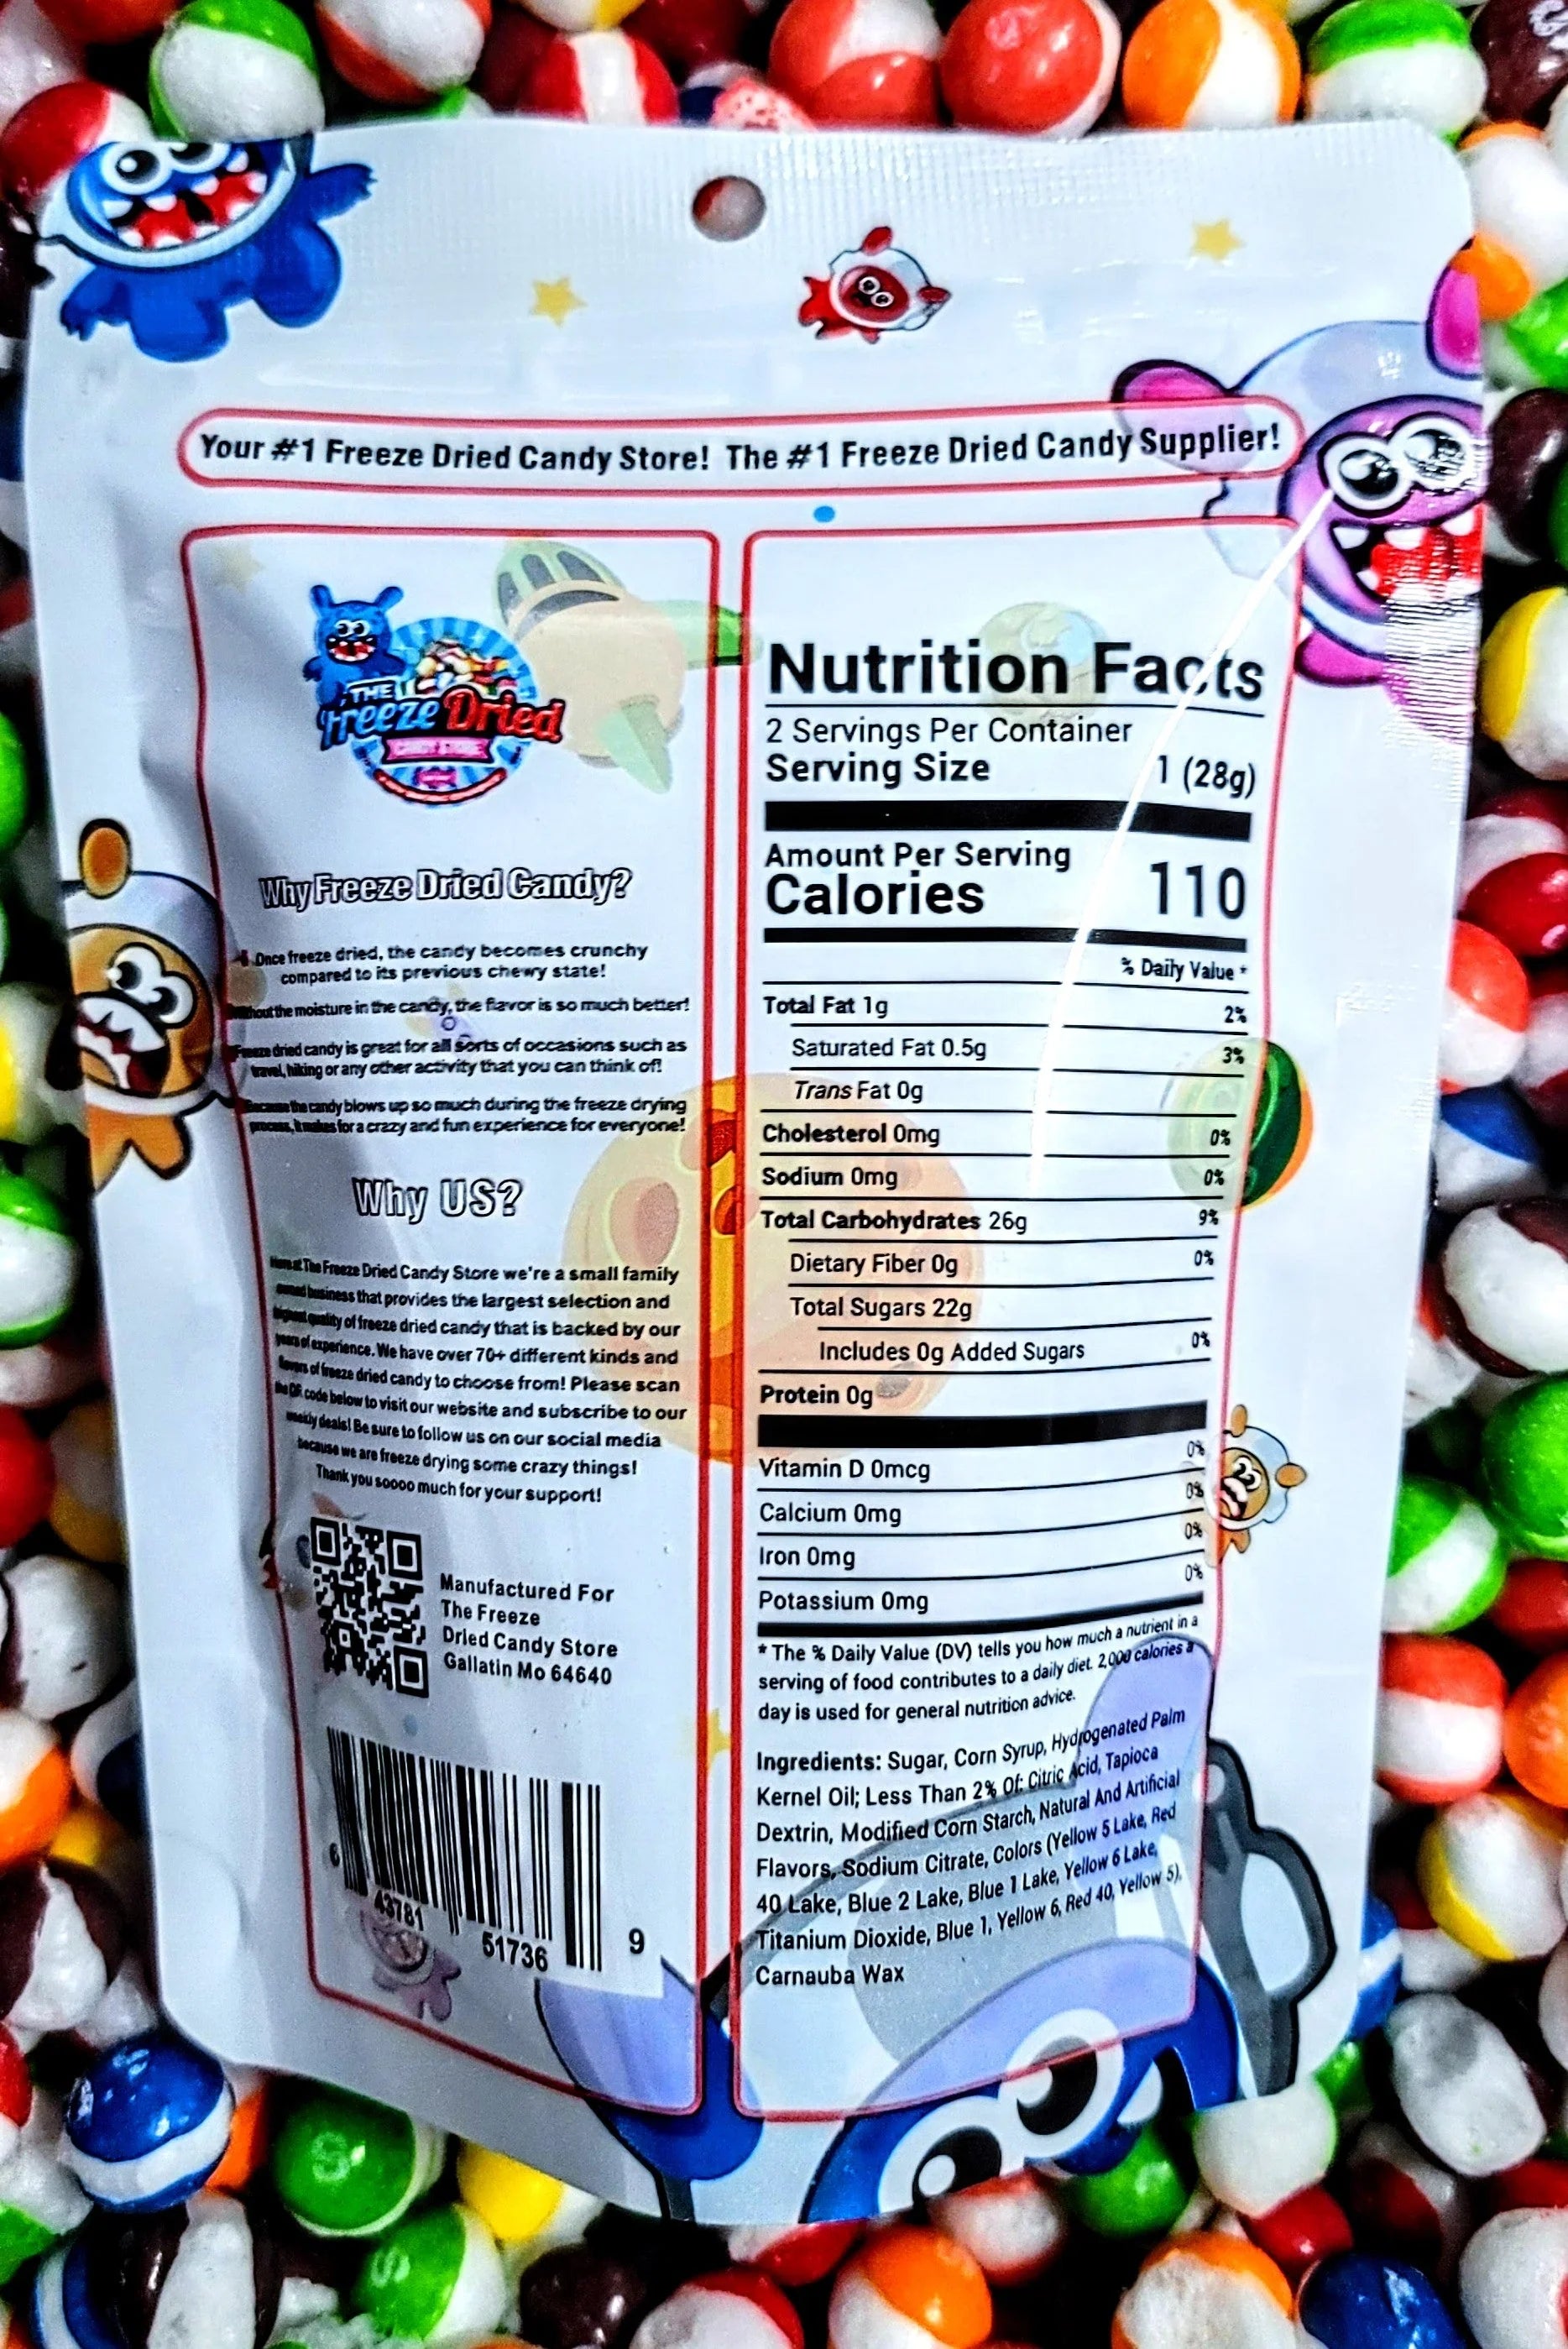 Your #1 Freeze Dried Candy Store! The #1 Freeze Dried Candy Supplier!
THE
Freeze Dried
CANDY STORE
Why Freeze Dried Candy?
Once freeze dried, the candy becomes crunchy
compared to its previous chewy state!
Without the moisture in the candy, the flavor is so much better!
Freeze dried candy is great for all sorts of occasions such as
travel, hiking or any other activity that you can think of!
Because the candy blows up so much during the freeze drying
process, it makes for a crazy and fun experience for everyone!
Why US?
Here at The Freeze Dried Candy Store we're a small family
owned business that provides the largest selection and
highest quality of freeze dried candy that is backed by our
years of experience. We have over 70+ different kinds and
flavors of freeze dried candy to choose from! Please scan
the QR code below to visit our website and subscribe to our
weekly deals! Be sure to follow us on our social media
because we are freeze drying some crazy things!
Thank you soooo much for your support!
Manufactured For
The Freeze
Dried Candy Store
Gallatin Mo 64640
6 43781 51736 9
Nutrition Facts
2 Servings Per Container
Serving Size 1 (28g)
Amount Per Serving
Calories 110
% Daily Value *
Total Fat 1g 2%
Saturated Fat 0.5g 3%
Trans Fat 0g
Cholesterol 0mg 0%
Sodium 0mg 0%
Total Carbohydrates 26g 9%
Dietary Fiber 0g 0%
Total Sugars 22g
Includes 0g Added Sugars 0%
Protein 0g
Vitamin D 0mcg 0%
Calcium 0mg 0%
Iron 0mg 0%
Potassium 0mg 0%
* The % Daily Value (DV) tells you how much a nutrient in a
serving of food contributes to a daily diet. 2,000 calories a
day is used for general nutrition advice.
Ingredients: Sugar, Corn Syrup, Hydrogenated Palm
Kernel Oil; Less Than 2% Of: Citric Acid, Tapioca
Dextrin, Modified Corn Starch, Natural And Artificial
Flavors, Sodium Citrate, Colors (Yellow 5 Lake, Red
40 Lake, Blue 2 Lake, Blue 1 Lake, Yellow 6 Lake,
Titanium Dioxide, Blue 1, Yellow 6, Red 40, Yellow 5),
Carnauba Wax
S
S